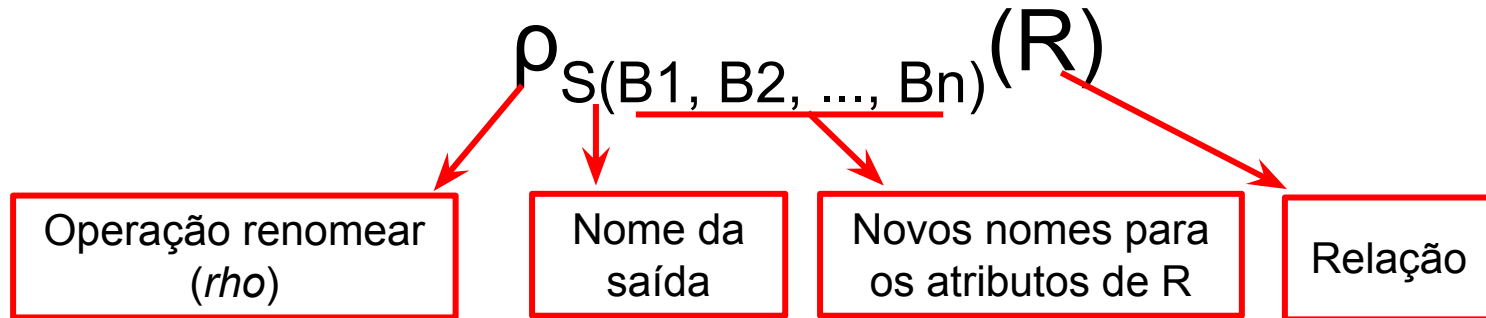 ρS(B1, B2, ..., Bn)(R)
Operação renomear
(rho)
Nome da
saída
Novos nomes para
os atributos de R
Relação